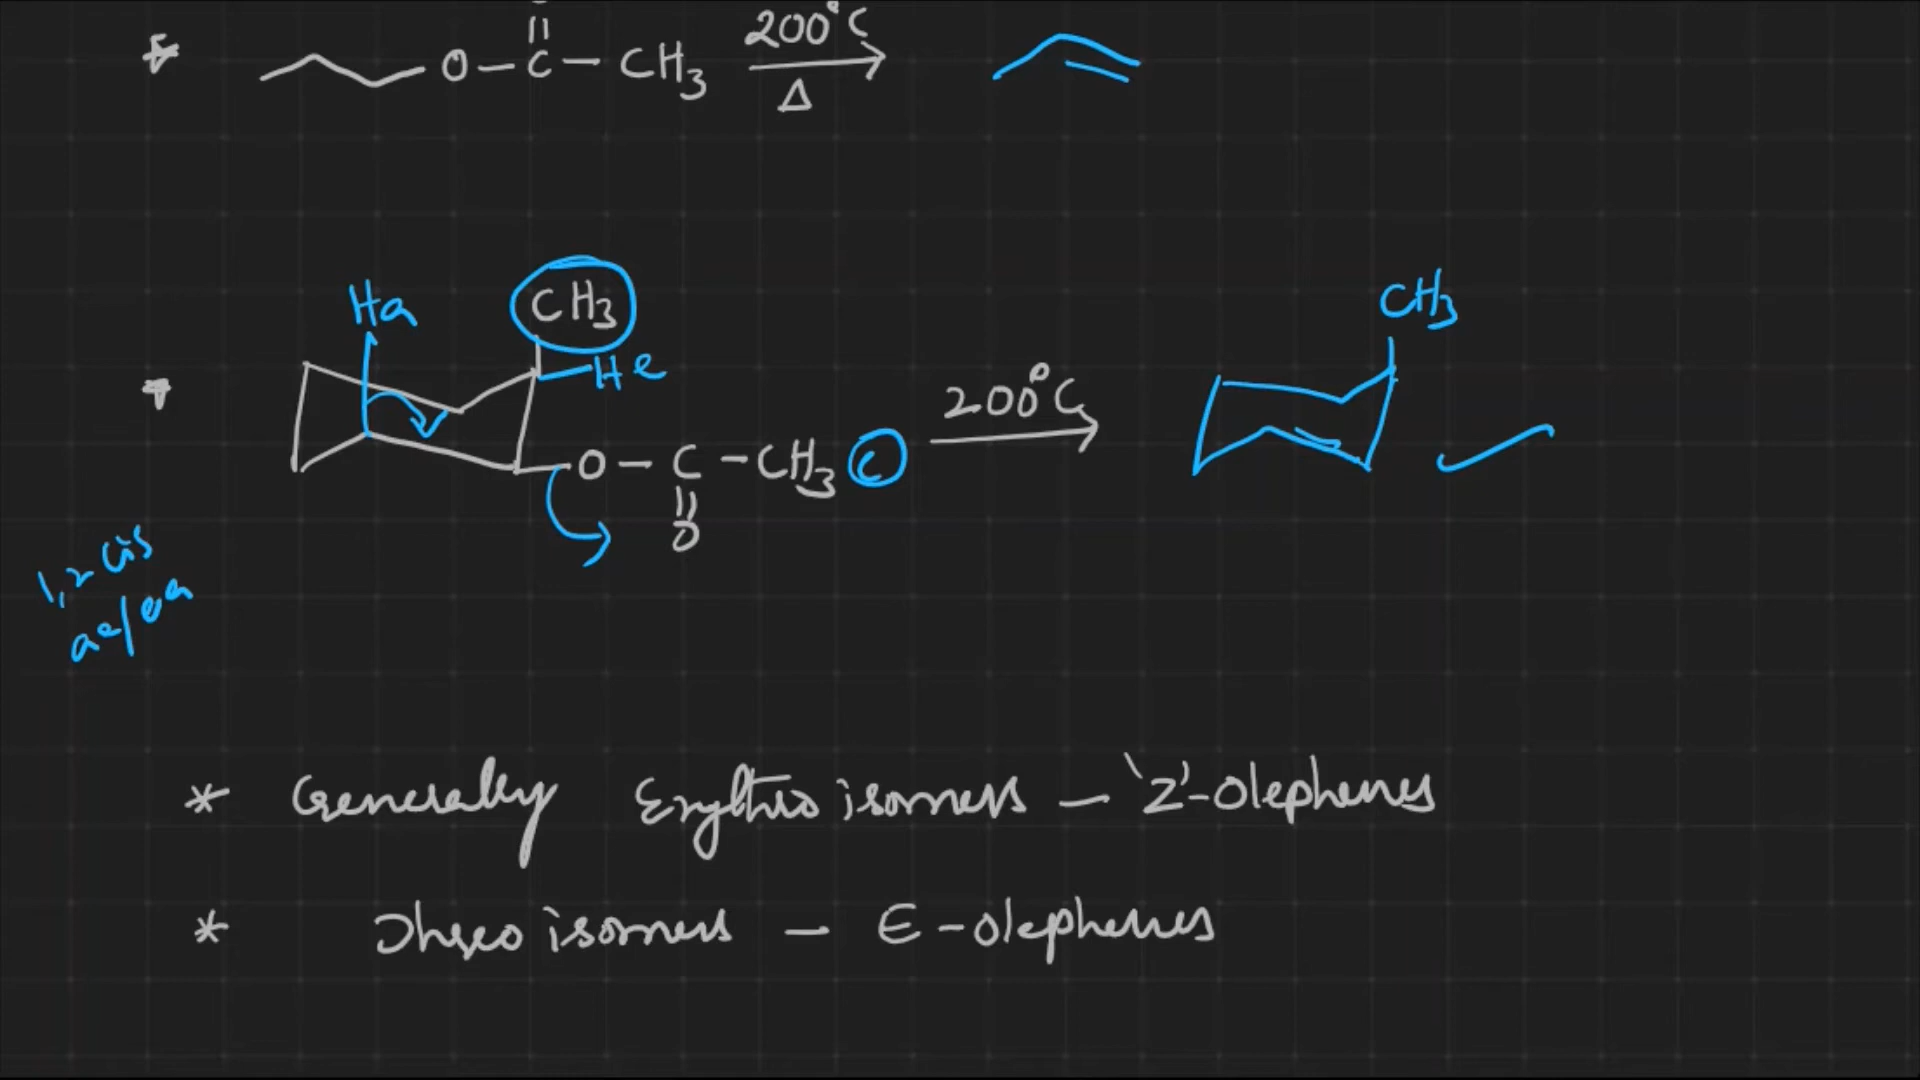 O – C – CH3 200°C
Δ
Ha CH3
He
200°C
O – C – CH3 e
O
CH3
1,2 cis
ae/ea
* Generally Erythro isomers – 'Z'-Olephenes
* Threo isomers – E-olephenes